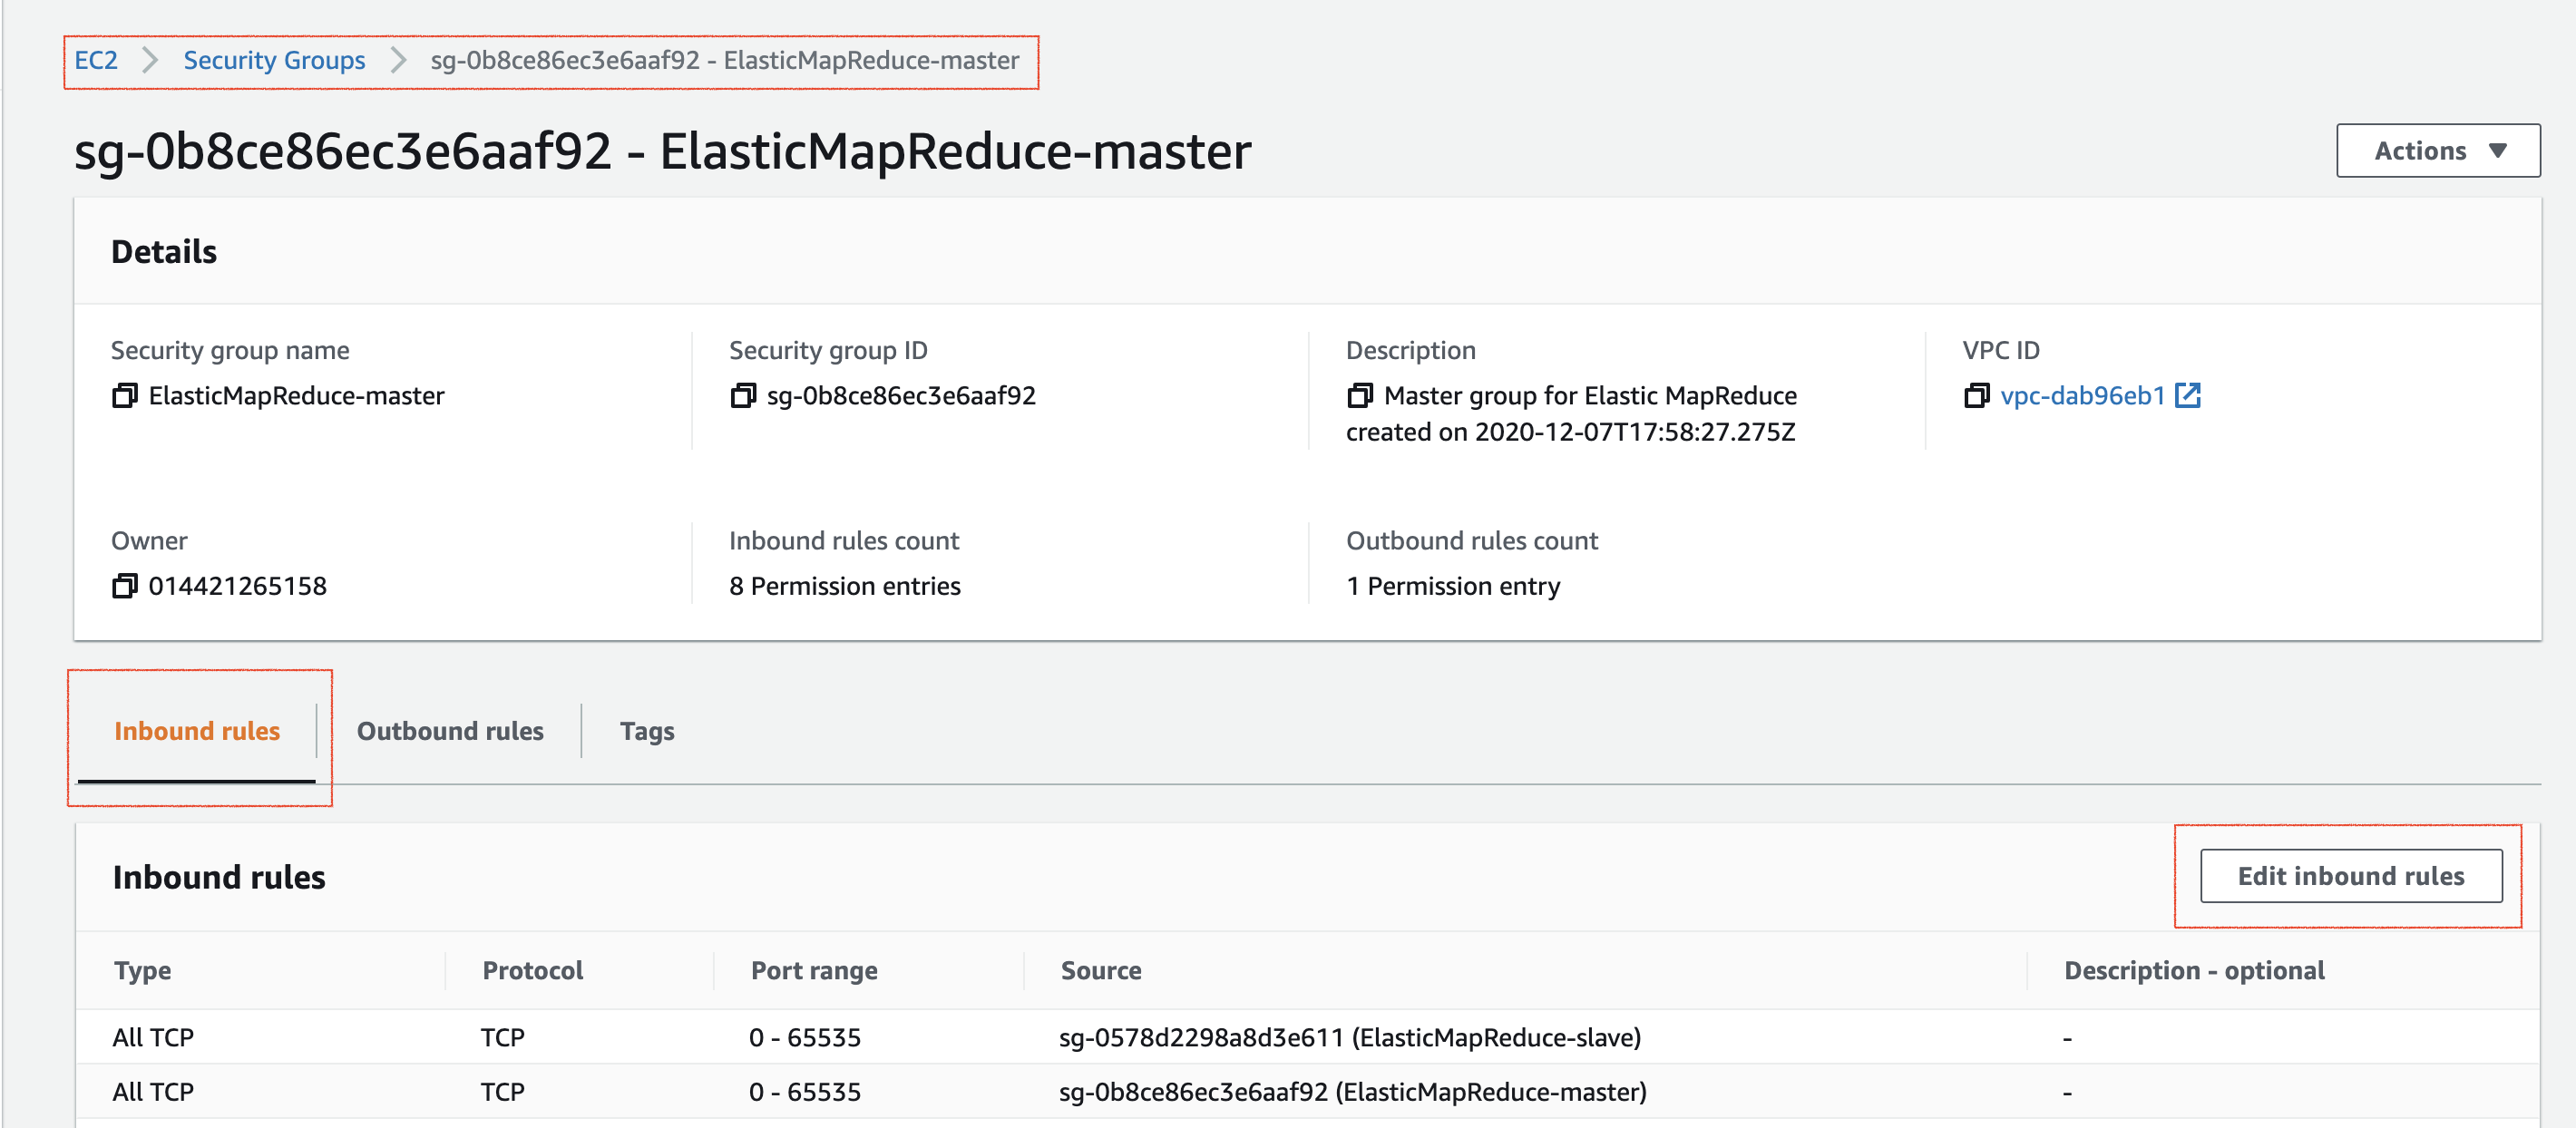 EC2 > Security Groups > sg-0b8ce86ec3e6aaf92 - ElasticMapReduce-master
sg-0b8ce86ec3e6aaf92 - ElasticMapReduce-master
Actions
Details
Security group name
ElasticMapReduce-master
Security group ID
sg-0b8ce86ec3e6aaf92
Description
Master group for Elastic MapReduce
created on 2020-12-07T17:58:27.275Z
VPC ID
vpc-dab96eb1
Owner
014421265158
Inbound rules count
8 Permission entries
Outbound rules count
1 Permission entry
Inbound rules Outbound rules Tags
Inbound rules
Edit inbound rules
Type Protocol Port range Source Description - optional
All TCP TCP 0 - 65535 sg-0578d2298a8d3e611 (ElasticMapReduce-slave) -
All TCP TCP 0 - 65535 sg-0b8ce86ec3e6aaf92 (ElasticMapReduce-master) -